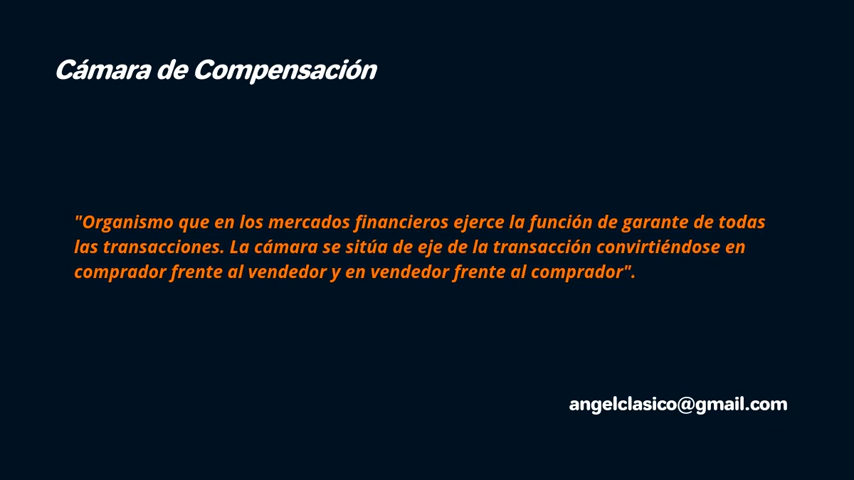 Cámara de Compensación
"Organismo que en los mercados financieros ejerce la función de garante de todas
las transacciones. La cámara se sitúa de eje de la transacción convirtiéndose en
comprador frente al vendedor y en vendedor frente al comprador".
angelclasico@gmail.com